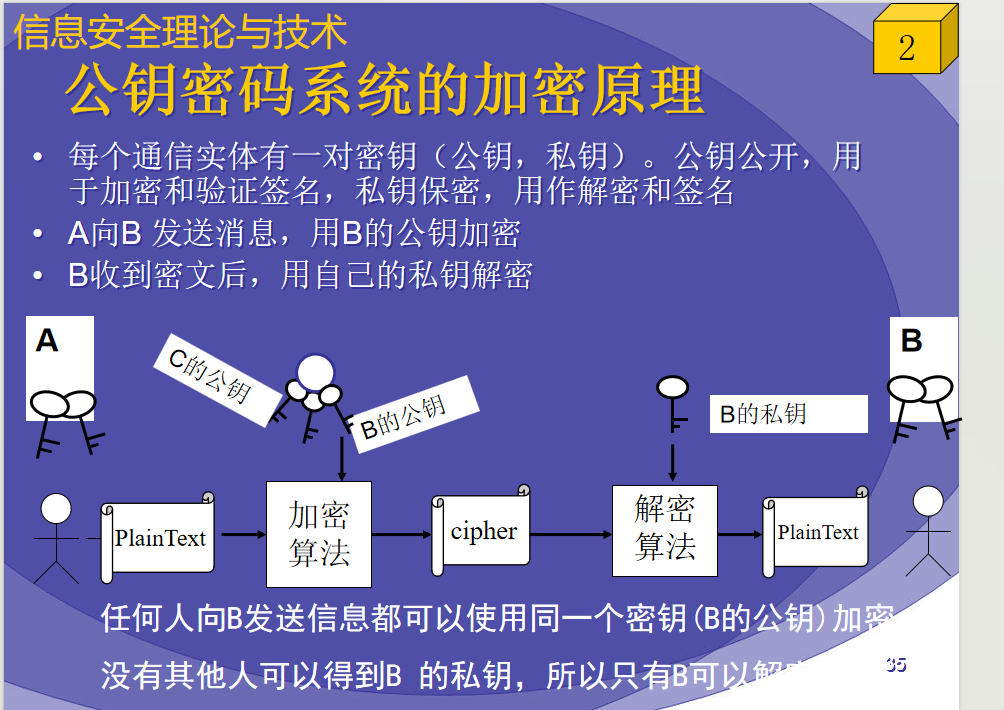 信息安全理论与技术
2
公钥密码系统的加密原理
• 每个通信实体有一对密钥（公钥，私钥）。公钥公开，用
于加密和验证签名，私钥保密，用作解密和签名
• A向B 发送消息，用B的公钥加密
• B收到密文后，用自己的私钥解密
A
C的公钥
B的公钥
B的私钥
B
PlainText
加密
算法
cipher
解密
算法
PlainText
任何人向B发送信息都可以使用同一个密钥(B的公钥)加密
没有其他人可以得到B 的私钥，所以只有B可以解密
35